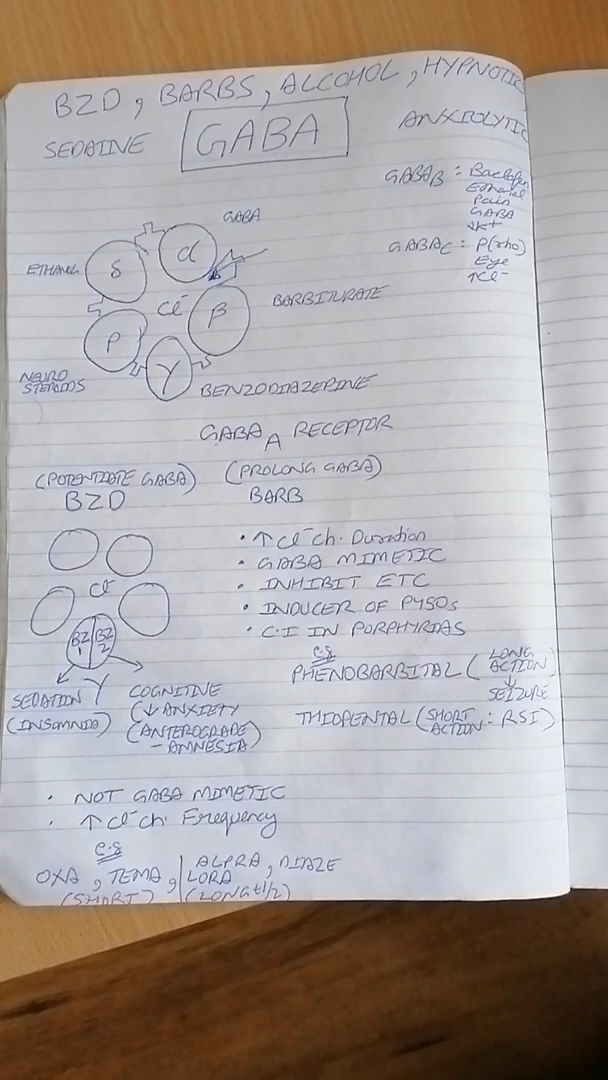 BZD, BARBS, ALCOHOL, HYPNOTIC
SEDATIVE
GABA
ANXIOLYTIC
GABA_B : Baclofen
Ethanol
Pain
GABA
↓K+
GABA_C : ρ(rho)
Eye
↑Cl⁻
GABA
α
ETHANOL
δ
Cl⁻
β
BARBITURATE
ρ
γ
NEURO
STEROIDS
BENZODIAZEPINE
GABA_A RECEPTOR
(POTENTIATE GABA)
BZD
Cl⁻
BZ 1
BZ 2
γ
SEDATION
(INSOMNIA)
COGNITIVE
(↓ANXIETY
(ANTEROGRADE)
- AMNESIA)
• NOT GABA MIMETIC
• ↑Cl⁻ ch. Frequency
e.g
OXA, TEMA,
(SHORT)
ALPRA, DIAZE
LORA
(LONG t1/2)
(PROLONG GABA)
BARB
• ↑Cl⁻ ch. Duration
• GABA MIMETIC
• INHIBIT ETC
• INDUCER OF P450s
• C.I IN PORPHYRIAS
e.g
PHENOBARBITAL (LONG ACTION)
↓
SEIZURE
THIOPENTAL (SHORT ACTION : RSI)